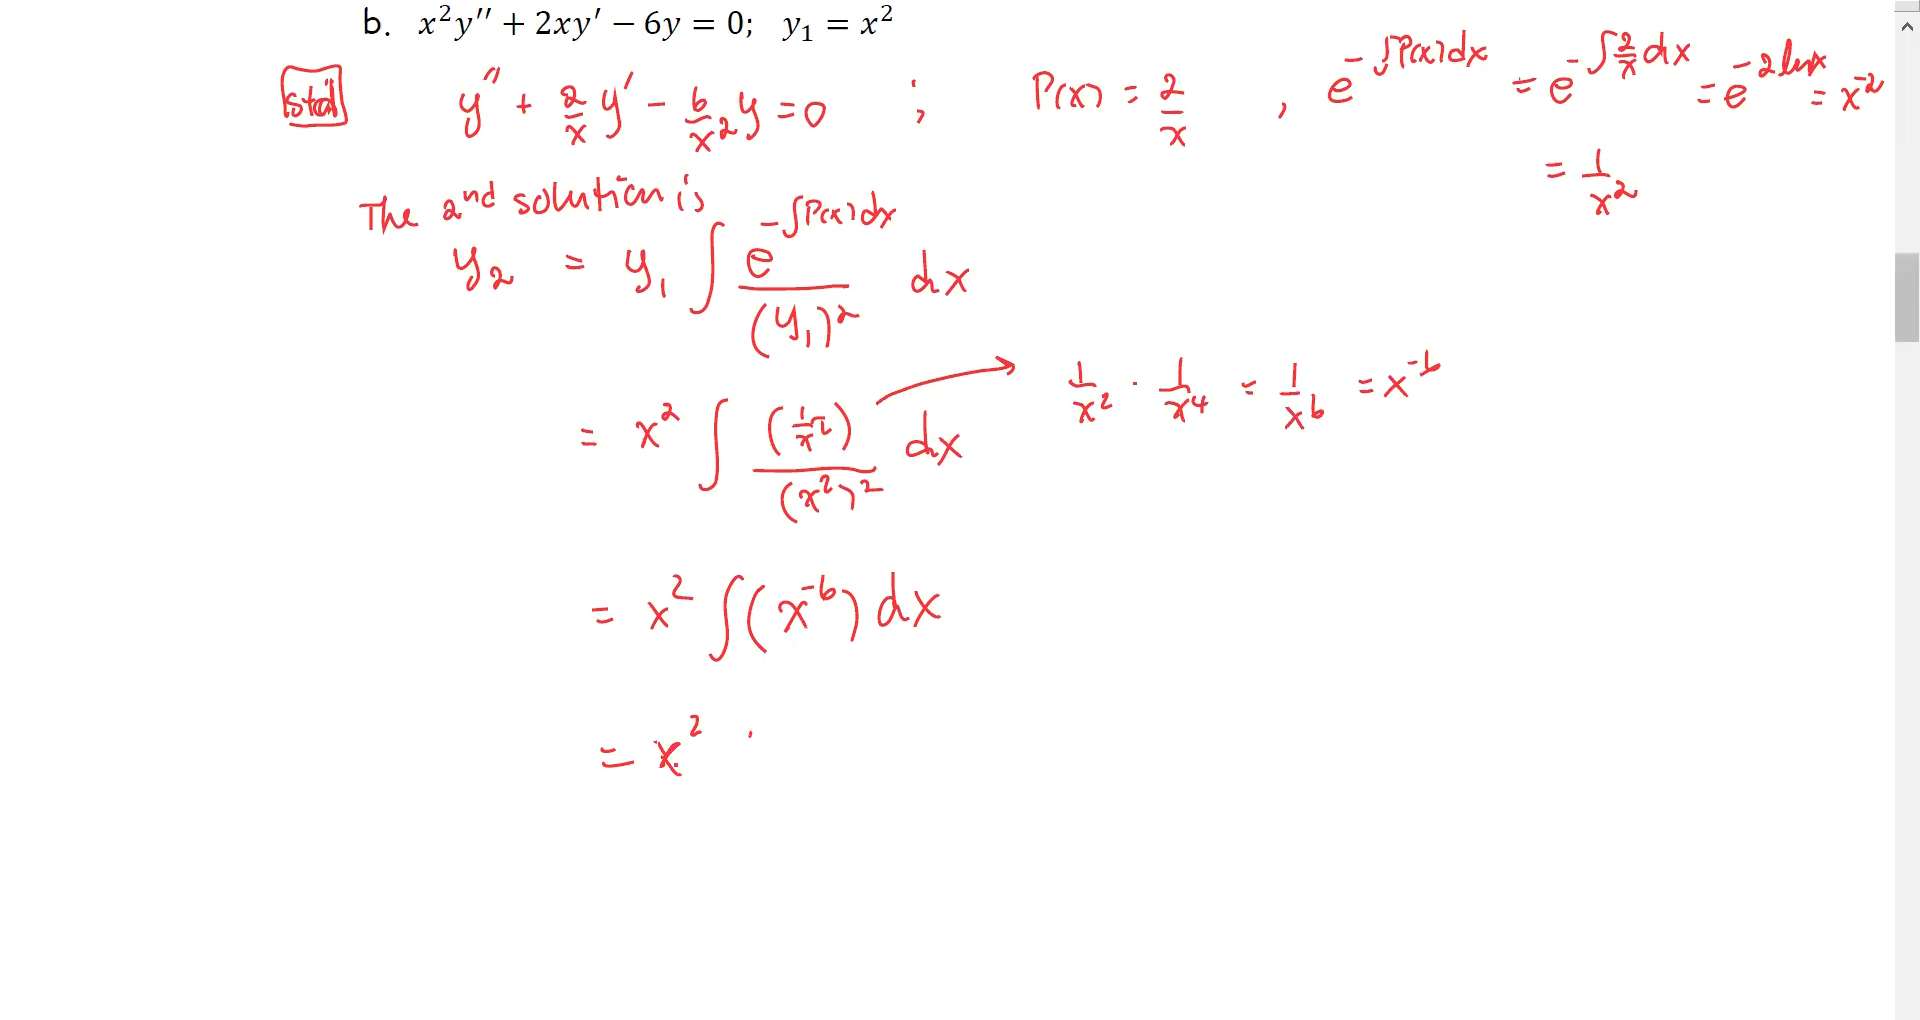 b. x²y′′ + 2xy′ − 6y = 0; y₁ = x²
std
y″ + 2/x y′ − 6/x² y = 0 ; P(x) = 2/x , e^(−∫P(x)dx) = e^(−∫2/x dx) = e^(−2lnx) = x⁻²
= 1/x²
The 2nd solution is
y₂ = y₁ ∫ e^(−∫P(x)dx)/(y₁)² dx
= x² ∫ (1/x²)/(x²)² dx → 1/x² · 1/x⁴ = 1/x⁶ = x⁻⁶
= x² ∫(x⁻⁶) dx
= x²